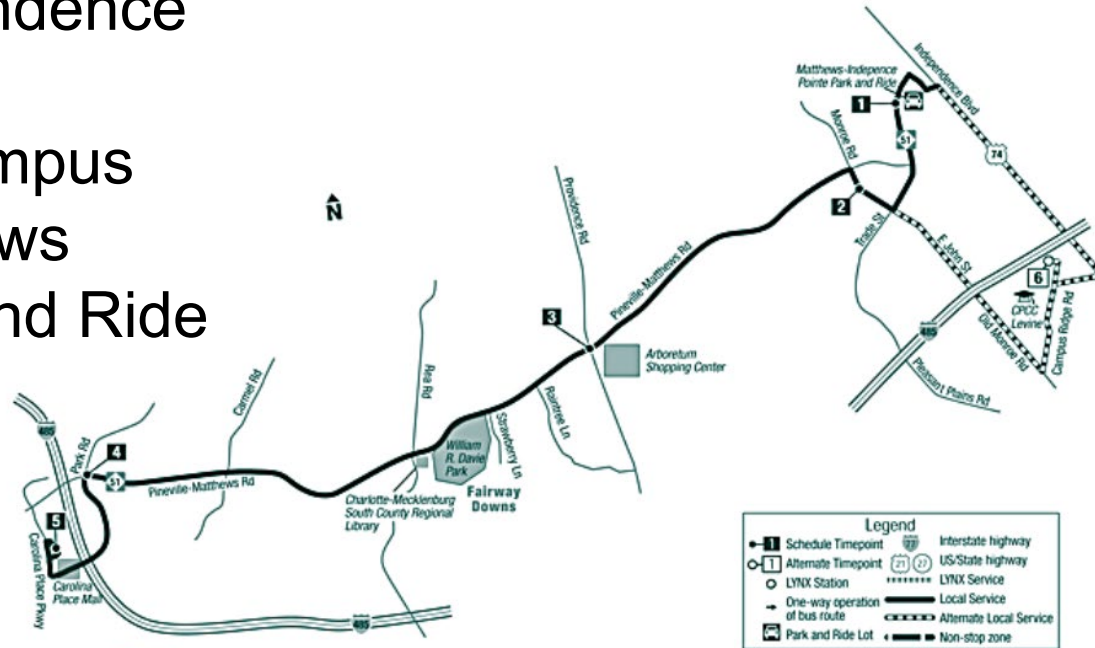 ndence
mpus
ws
nd Ride
Matthews-Indepence
Pointe Park and Ride
Independence Blvd
1
51
74
Monroe Rd
2
Trade St
E. John St
6
CPCC
Levine
Campus Ridge Rd
Old Monroe Rd
485
Pleasant Plains Rd
N
Providence Rd
Pineville-Matthews Rd
3
Arboretum
Shopping Center
Raintree Ln
Rea Rd
Carmel Rd
Strawberry Ln
William
R. Davie
Park
Fairway
Downs
Charlotte-Mecklenburg
South County Regional
Library
485
Park Rd
4
51
Pineville-Matthews Rd
5
Carolina Place Pkwy
Carolina
Place Mall
485
Legend
1 Schedule Timepoint
1 Alternate Timepoint
LYNX Station
One-way operation
of bus route
Park and Ride Lot
Interstate highway
21 27 US/State highway
LYNX Service
Local Service
Alternate Local Service
Non-stop zone